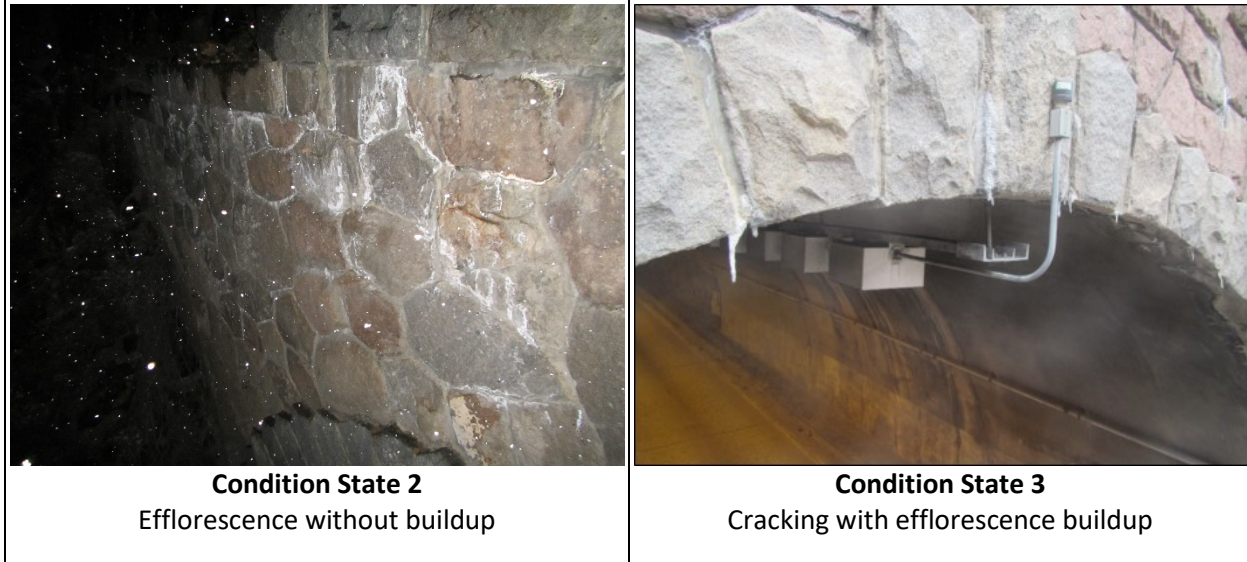 Condition State 2
Efflorescence without buildup
Condition State 3
Cracking with efflorescence buildup